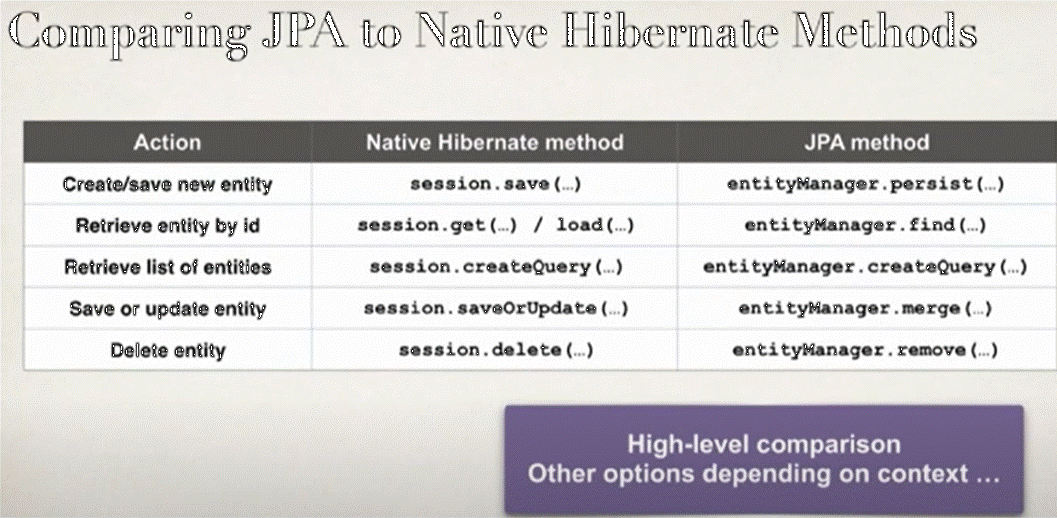 Comparing JPA to Native Hibernate Methods
Action Native Hibernate method JPA method
Create/save new entity session.save(…) entityManager.persist(…)
Retrieve entity by id session.get(…) / load(…) entityManager.find(…)
Retrieve list of entities session.createQuery(…) entityManager.createQuery(…)
Save or update entity session.saveOrUpdate(…) entityManager.merge(…)
Delete entity session.delete(…) entityManager.remove(…)
High-level comparison
Other options depending on context …